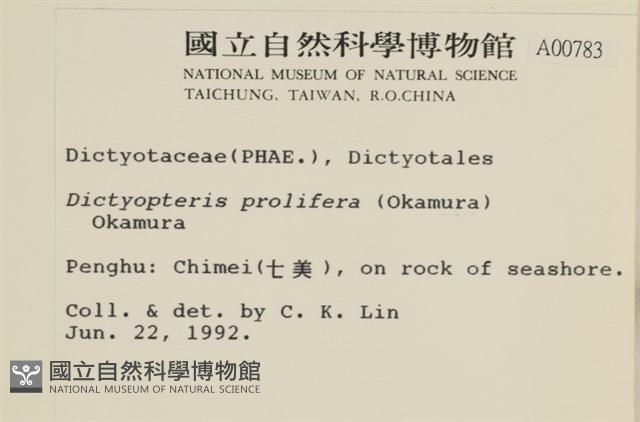 國立自然科學博物館 A00783
NATIONAL MUSEUM OF NATURAL SCIENCE
TAICHUNG, TAIWAN, R.O.CHINA
Dictyotaceae(PHAE.), Dictyotales
Dictyopteris prolifera (Okamura)
Okamura
Penghu: Chimei(七美), on rock of seashore.
Coll. & det. by C. K. Lin
Jun. 22, 1992.
國立自然科學博物館
NATIONAL MUSEUM OF NATURAL SCIENCE